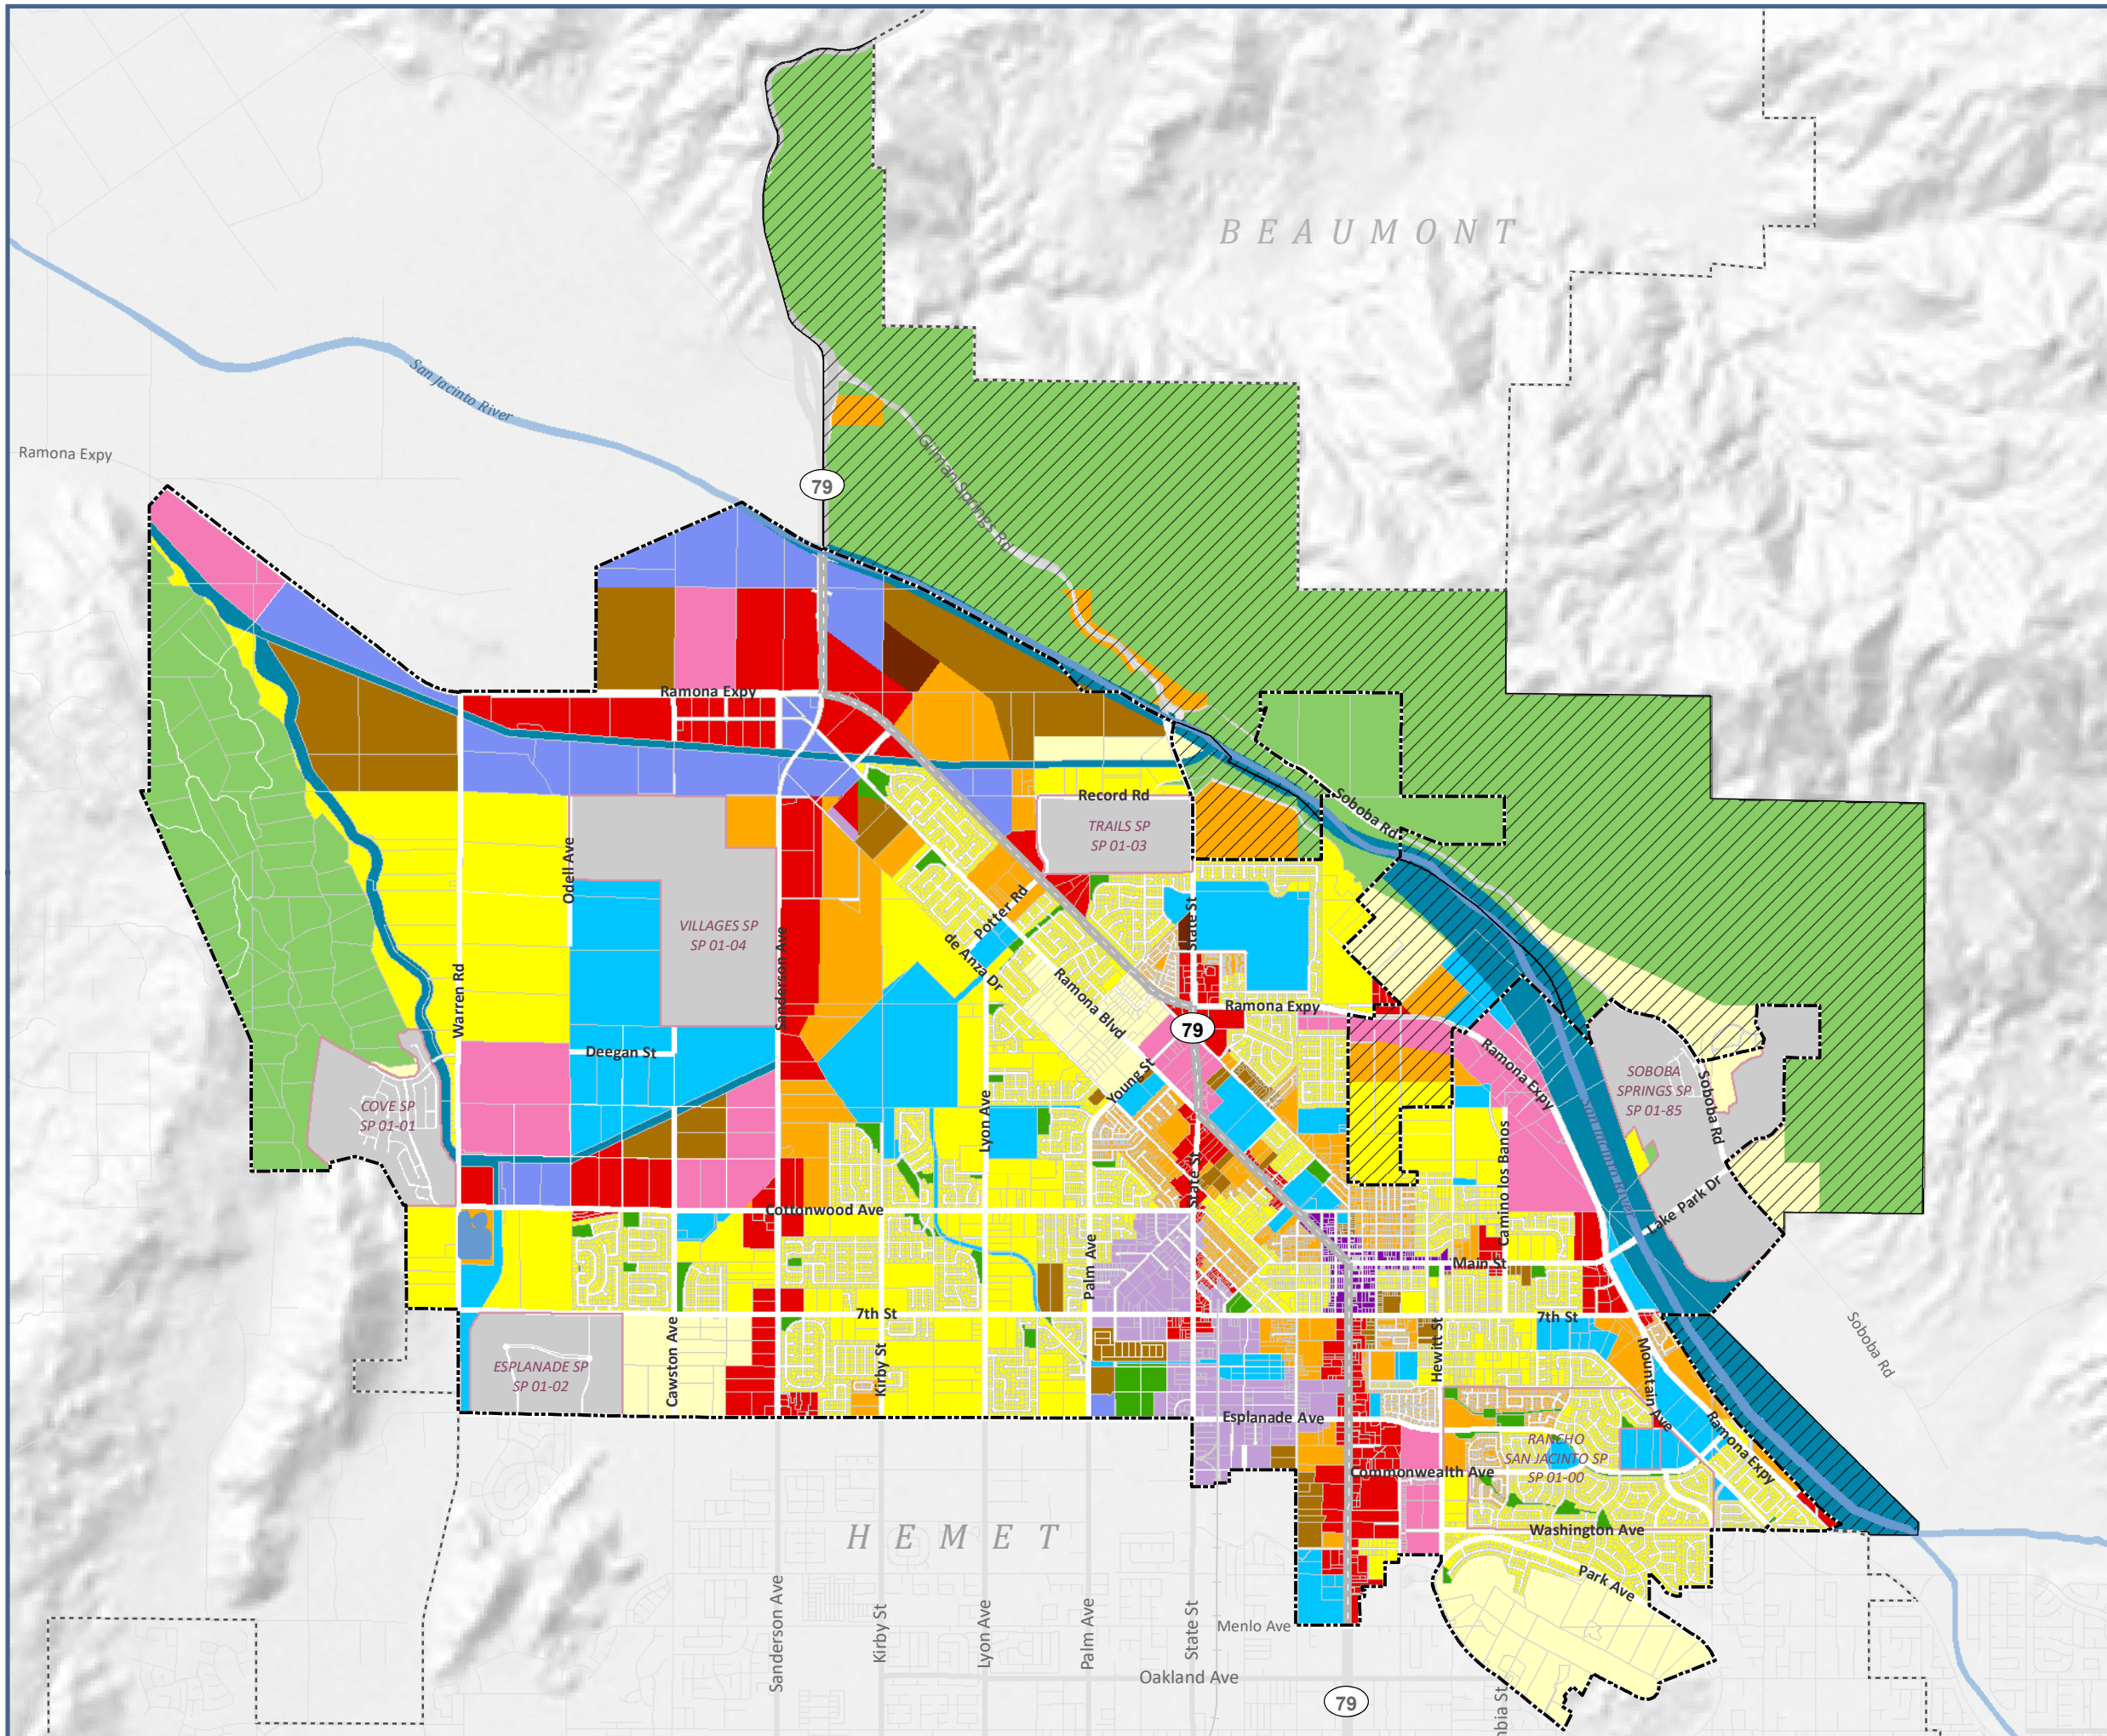 BEAUMONT
San Jacinto River
Ramona Expy
79
Gilman Springs Rd
Ramona Expy
Record Rd
TRAILS SP
SP 01-03
Soboba Rd
Odell Ave
VILLAGES SP
SP 01-04
Potter Rd
State St
de Anza Dr
Sanderson Ave
Warren Rd
Ramona Blvd
Ramona Expy
79
Deegan St
Ramona Expy
Young St
SOBOBA
SPRINGS SP
SP 01-85
Soboba Rd
COVE SP
SP 01-01
Lyon Ave
San Jacinto River
State St
Camino los Banos
Lake Park Dr
Cottonwood Ave
Palm Ave
Main St
7th St
7th St
Soboba Rd
ESPLANADE SP
SP 01-02
Cawston Ave
Kirby St
Hewitt St
Mountain Ave
Esplanade Ave
RANCHO
SAN JACINTO SP
SP 01-00
Ramona Expy
Commonwealth Ave
HEMET
Washington Ave
Park Ave
Sanderson Ave
Kirby St
Lyon Ave
Palm Ave
State St
Menlo Ave
Oakland Ave
79